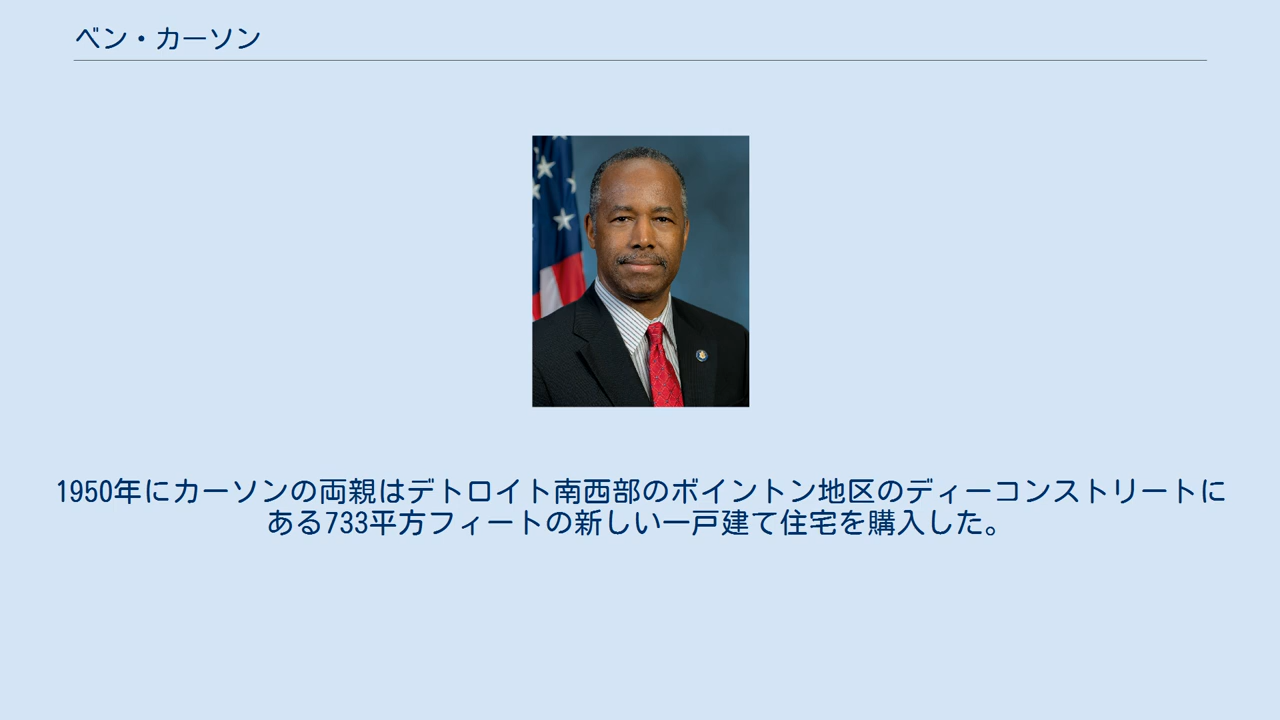 ベン・カーソン
1950年にカーソンの両親はデトロイト南西部のボイントン地区のディーコンストリートに
ある733平方フィートの新しい一戸建て住宅を購入した。